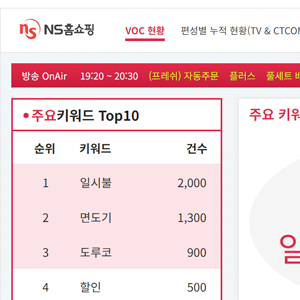 ns NS홈쇼핑 VOC 현황 편성별 누적 현황(TV & CTCOM
방송 OnAir 19:20 ~ 20:30 (프레쉬) 자동주문 플러스 풀세트
•주요키워드 Top10
주요 키워
순위 키워드 건수
1 일시불 2,000
2 면도기 1,300
3 도루코 900
4 할인 500